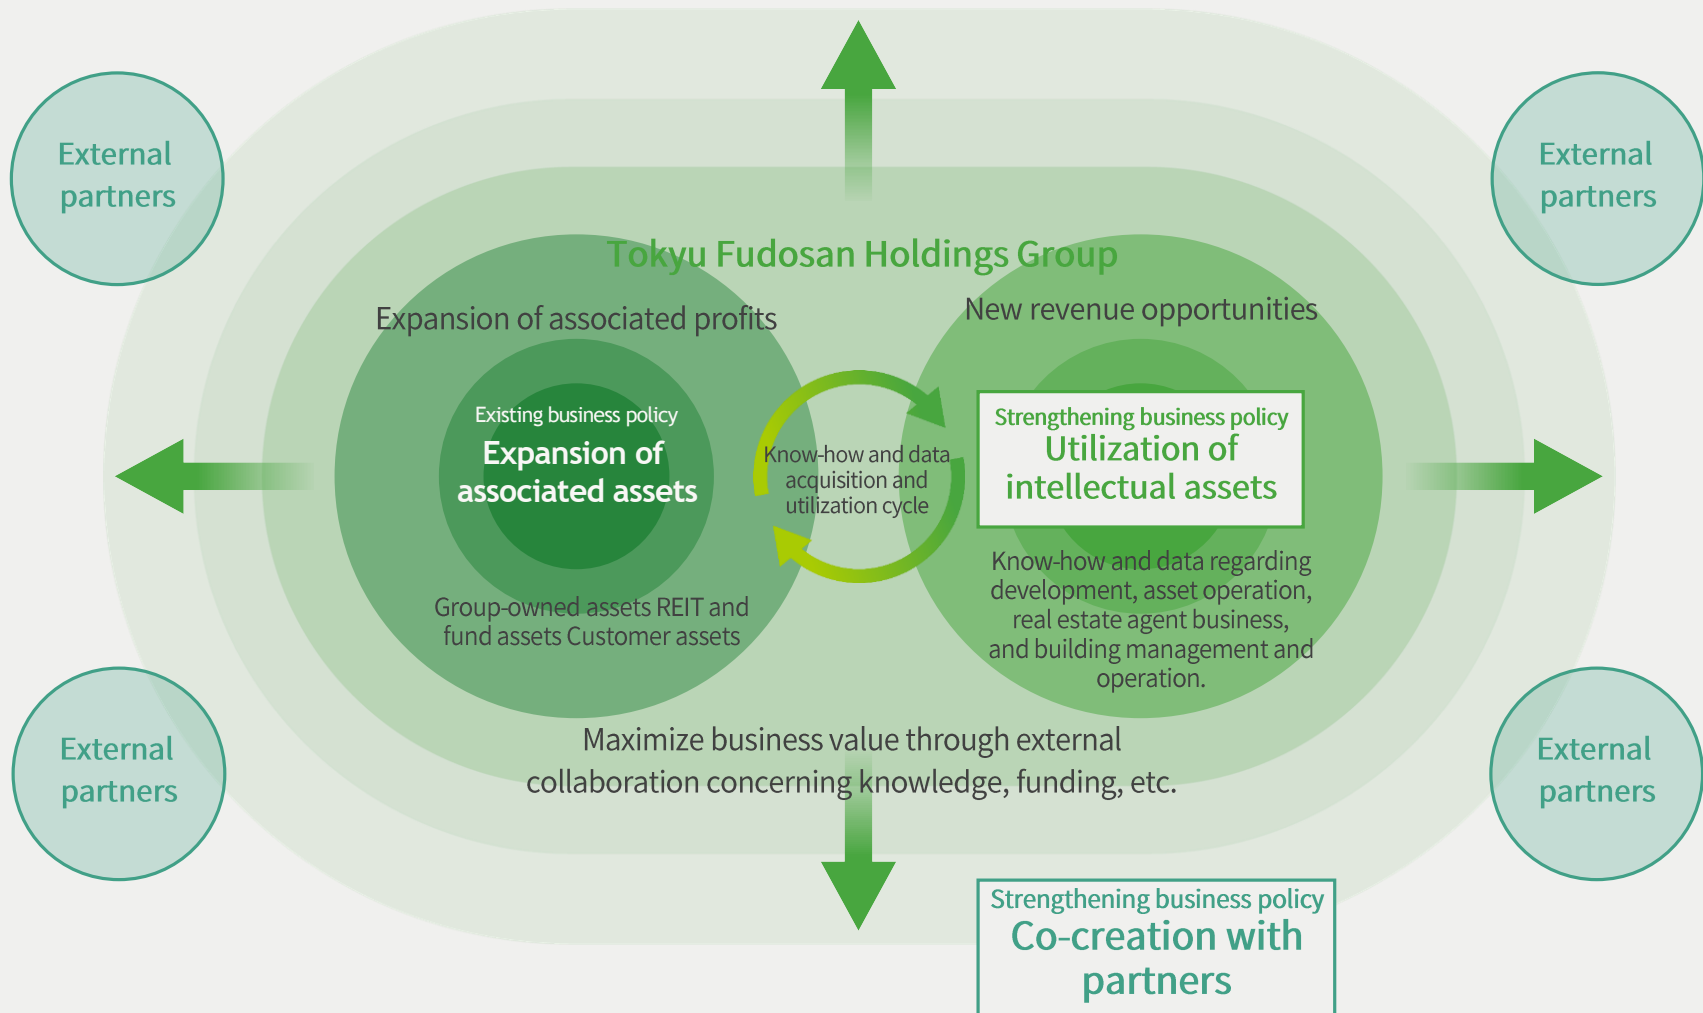 External
partners
External
partners
Tokyu Fudosan Holdings Group
Expansion of associated profits
New revenue opportunities
Existing business policy
Expansion of
associated assets
Know-how and data
acquisition and
utilization cycle
Strengthening business policy
Utilization of
intellectual assets
Group-owned assets REIT and
fund assets Customer assets
Know-how and data regarding
development, asset operation,
real estate agent business,
and building management and
operation.
External
partners
Maximize business value through external
collaboration concerning knowledge, funding, etc.
External
partners
Strengthening business policy
Co-creation with
partners